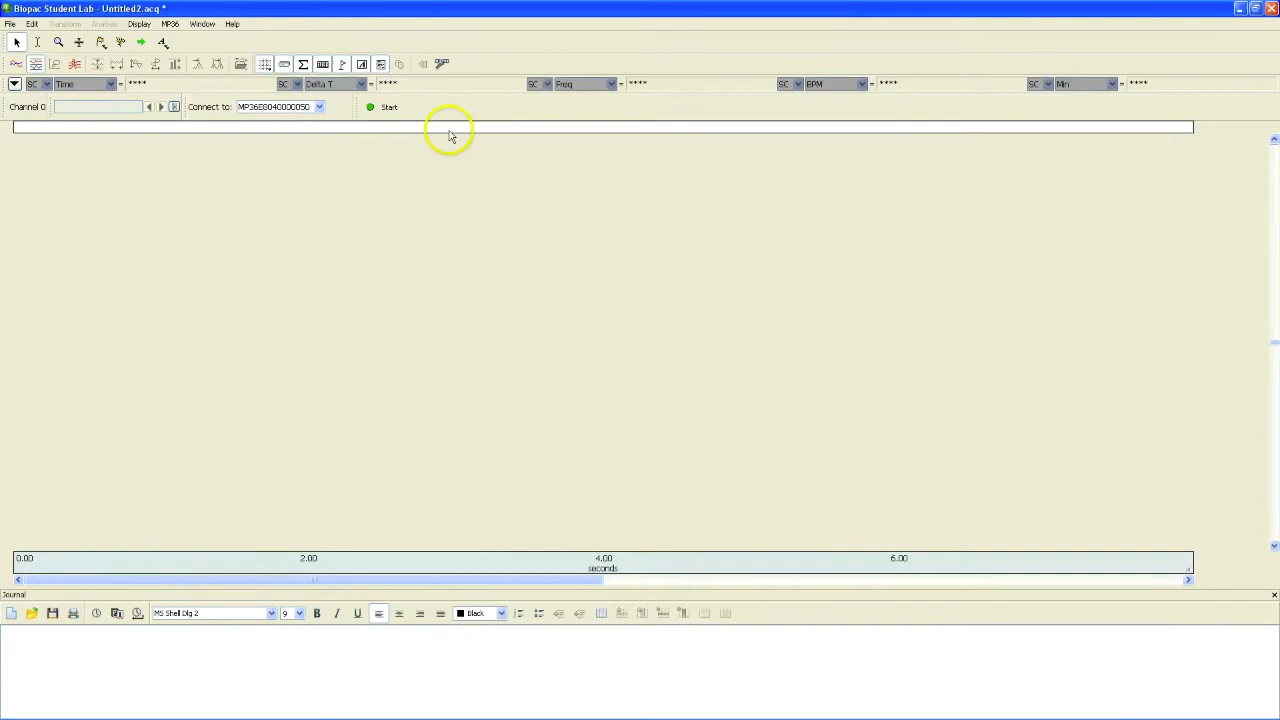 Biopac Student Lab - Untitled2.acq *
File Edit Transform Analysis Display MP36 Window Help
SC Time = **** SC Delta T = **** SC Freq = **** SC BPM = **** SC Min = ****
Channel 0 Connect to: MP36E8040000050 Start
0.00 2.00 4.00 6.00
seconds
Journal
MS Shell Dlg 2 9 B I U Black